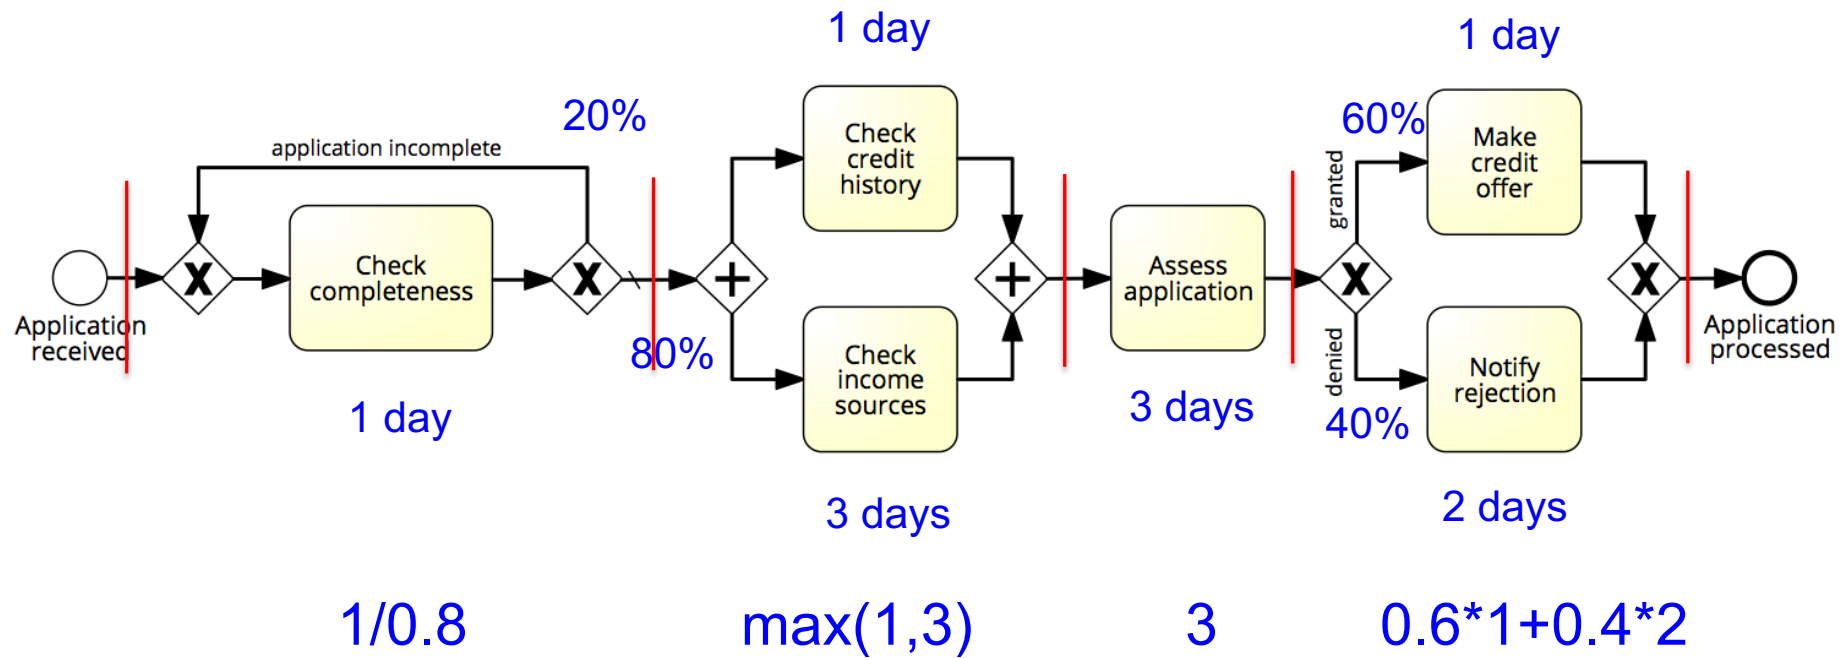 1 day
1 day
20%
60%
application incomplete
Check
credit
history
Make
credit
offer
granted
X
Check
completeness
X
+
+
Assess
application
X
X
Application
received
Application
processed
80%
1 day
Check
income
sources
3 days
denied
40%
Notify
rejection
3 days
2 days
1/0.8
max(1,3)
3
0.6*1+0.4*2